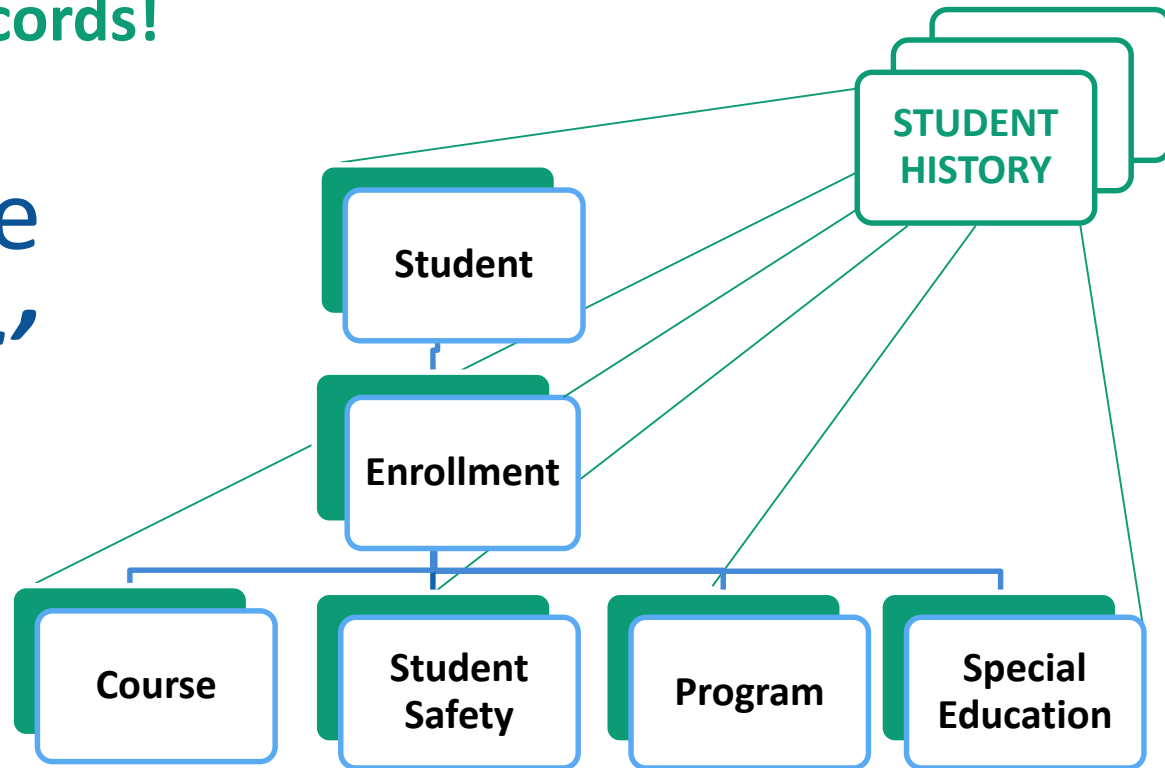 cords!
STUDENT
HISTORY
e
Student
Enrollment
Course
Student
Safety
Program
Special
Education